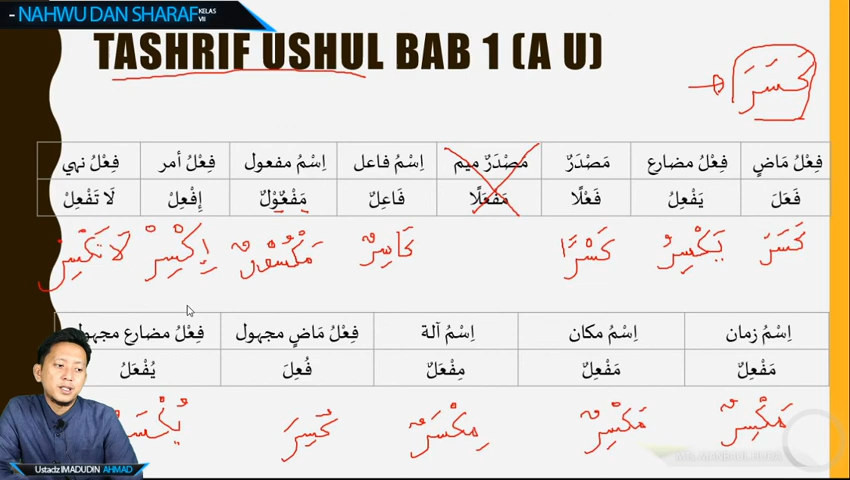 - NAHWU DAN SHARAF KELAS VII
TASHRIF USHUL BAB 1 (A U)
كَسَرَ
فِعْلُ مَاضٍ فِعْلُ مضارع مَصْدَرٌ مَصْدَرٌ ميم اِسْمُ فاعل اِسْمُ مفعول فِعْلُ أمر فِعْلُ نهي
فَعَلَ يَفْعِلُ فَعْلًا مَفْعَلًا فَاعِلٌ مَفْعُوْلٌ إِفْعِلْ لَا تَفْعِلْ
كَسَرَ يَكْسِرُ كَسْرًا كَاسِرٌ مَكْسُوْرٌ إِكْسِرْ لَا تَكْسِرْ
اِسْمُ زمان اِسْمُ مكان اِسْمُ آلة فِعْلُ مَاضٍ مجهول فِعْلُ مضارع مجهول
مَفْعِلٌ مَفْعِلٌ مِفْعَلٌ فُعِلَ يُفْعَلُ
مَكْسِرٌ مَكْسِرٌ مِكْسَرٌ كُسِرَ يُكْسَرُ
Ustadz IMADUDIN AHMAD